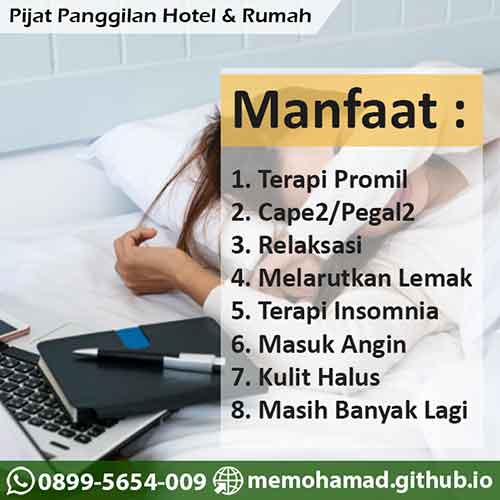 Pijat Panggilan Hotel & Rumah
Manfaat :
1. Terapi Promil
2. Cape2/Pegal2
3. Relaksasi
4. Melarutkan Lemak
5. Terapi Insomnia
6. Masuk Angin
7. Kulit Halus
8. Masih Banyak Lagi
0899-5654-009 memohamad.github.io